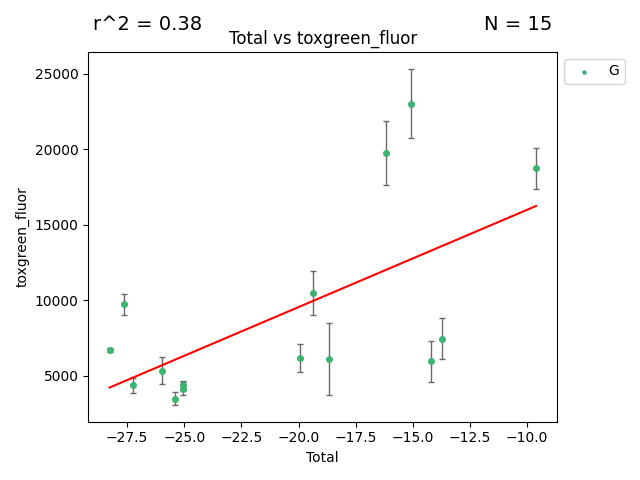 r^2 = 0.38
N = 15
Total vs toxgreen_fluor
G
25000
20000
15000
10000
5000
toxgreen_fluor
−27.5 −25.0 −22.5 −20.0 −17.5 −15.0 −12.5 −10.0
Total